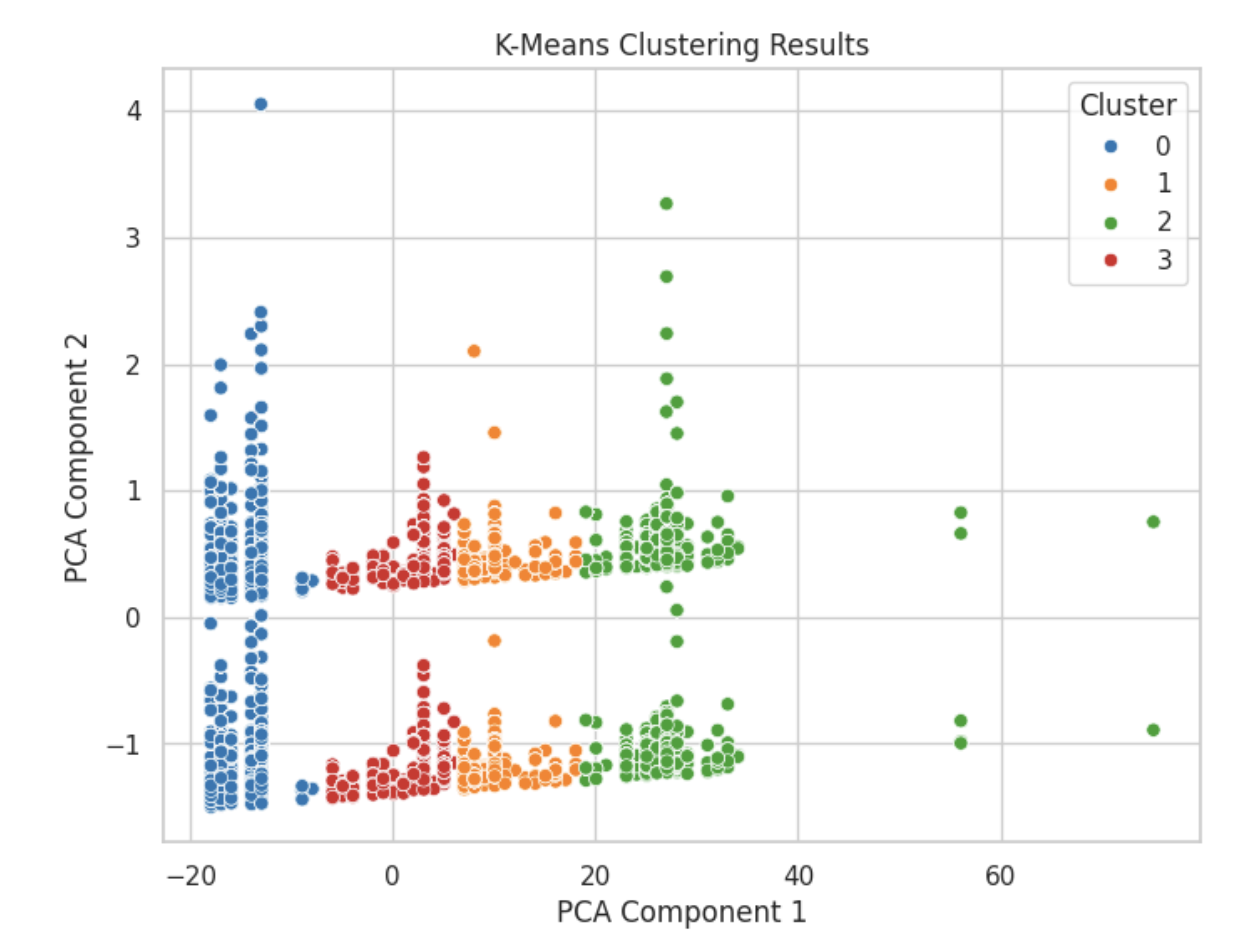 K-Means Clustering Results
Cluster
0
1
2
3
4
3
2
1
0
−1
PCA Component 2
−20 0 20 40 60
PCA Component 1